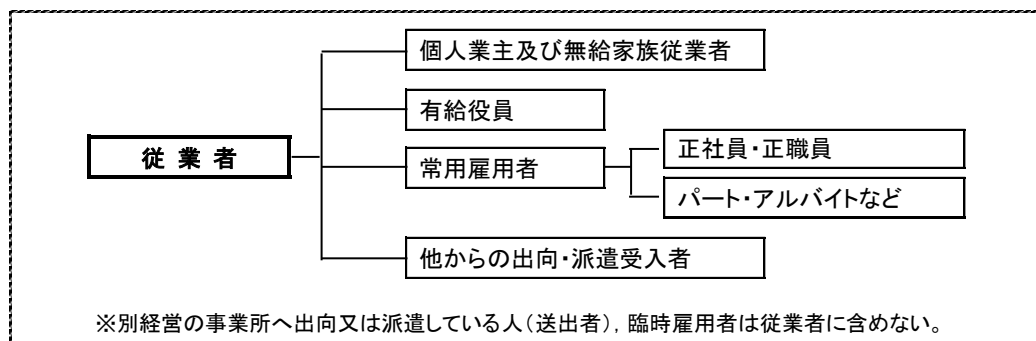 個人業主及び無給家族従業者
有給役員
従 業 者
常用雇用者
正社員・正職員
パート・アルバイトなど
他からの出向・派遣受入者
※別経営の事業所へ出向又は派遣している人(送出者),臨時雇用者は従業者に含めない。